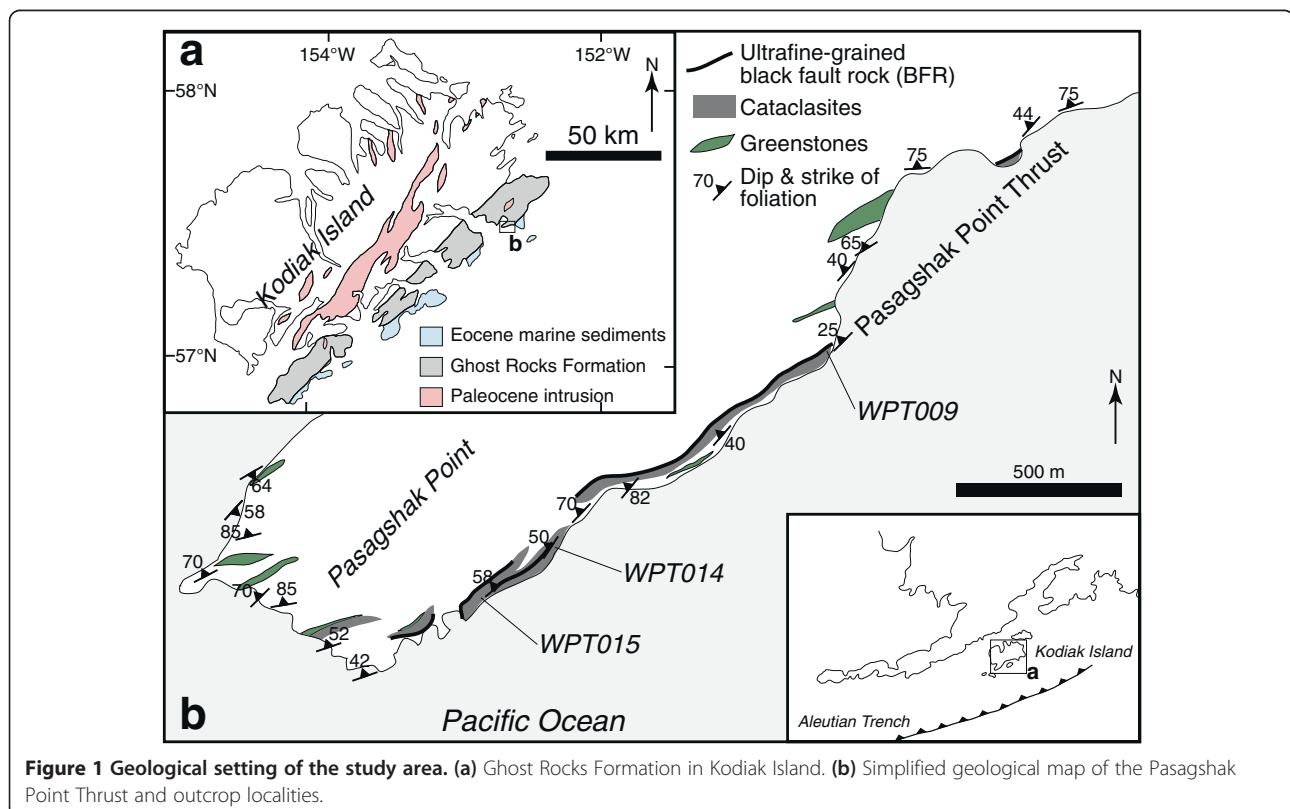 a
154°W
152°W
58°N
57°N
N
50 km
Kodiak Island
b
Eocene marine sediments
Ghost Rocks Formation
Paleocene intrusion
Ultrafine-grained
black fault rock (BFR)
Cataclasites
Greenstones
70
Dip & strike of
foliation
75
44
75
65
40
25
Pasagshak Point Thrust
WPT009
N
500 m
40
82
70
50
58
WPT014
WPT015
Pasagshak Point
64
58
85
70
70
85
52
42
b
Pacific Ocean
Kodiak Island
a
Aleutian Trench
Figure 1 Geological setting of the study area. (a) Ghost Rocks Formation in Kodiak Island. (b) Simplified geological map of the Pasagshak
Point Thrust and outcrop localities.